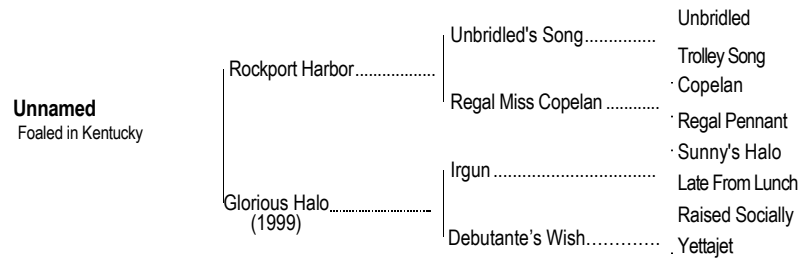 Unbridled
Unbridled's Song...............
Trolley Song
Rockport Harbor..................
Copelan
Regal Miss Copelan ............
Unnamed
Regal Pennant
Foaled in Kentucky
Sunny's Halo
Irgun ..................................
Late From Lunch
Glorious Halo........................
Raised Socially
(1999)
Debutante’s Wish.............
Yettajet